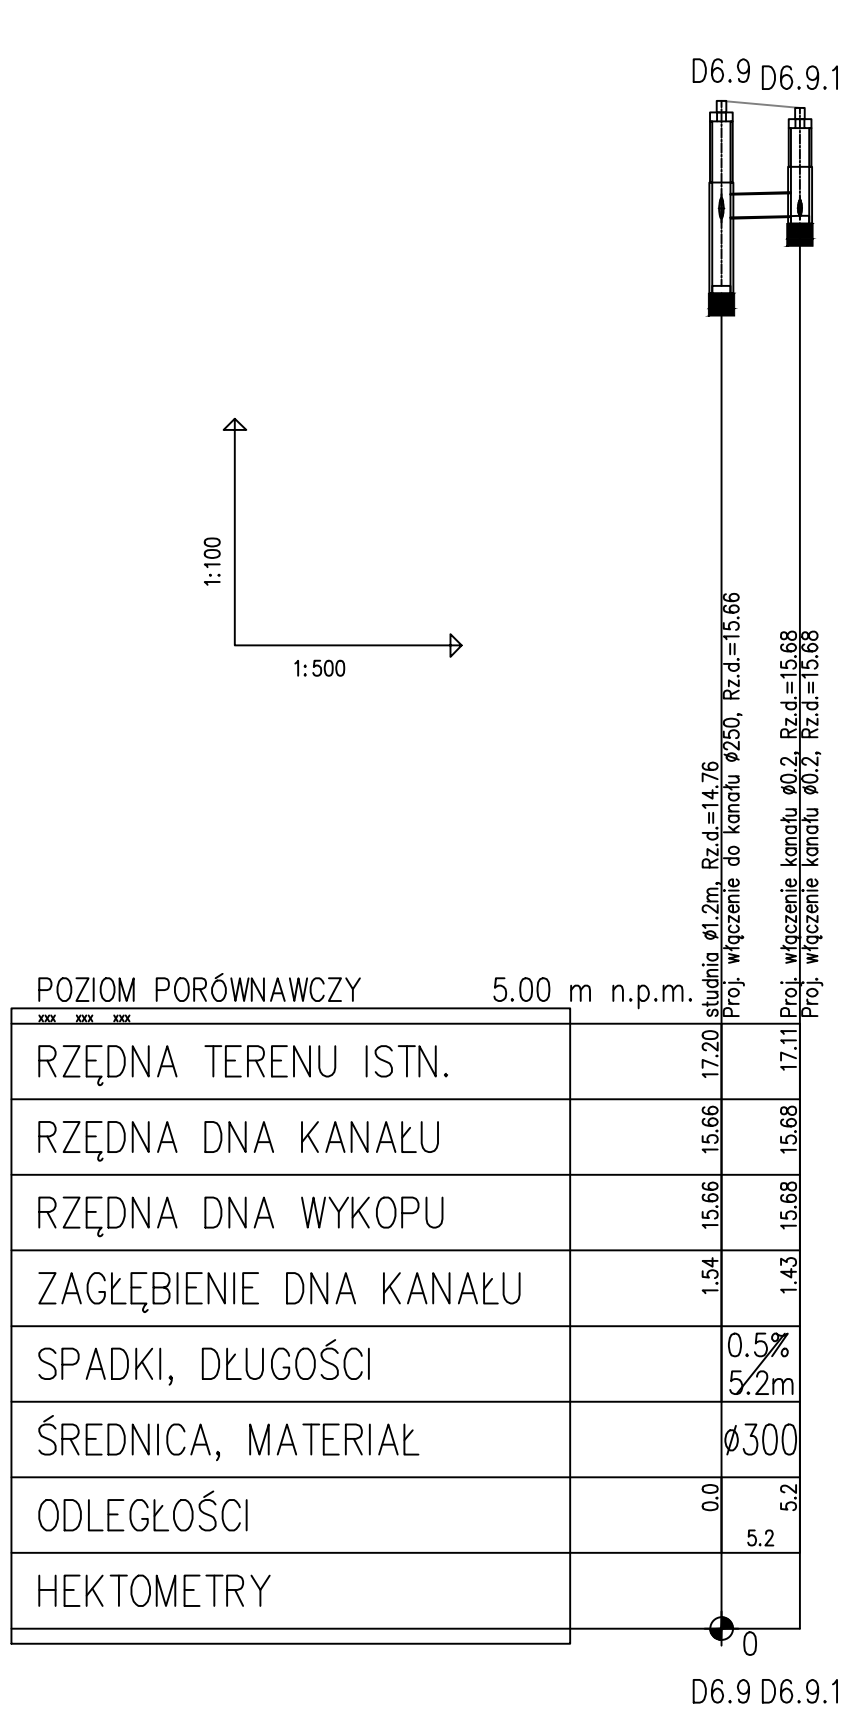 D6.9 D6.9.1
1:100
1:500
studnia ø1.2m, Rz.d.=14.76
Proj. włączenie do kanału ø250, Rz.d.=15.66
Proj. włączenie kanału ø0.2, Rz.d.=15.68
Proj. włączenie kanału ø0.2, Rz.d.=15.68
POZIOM PORÓWNAWCZY 5.00 m n.p.m.
xxx xxx xxx
RZĘDNA TERENU ISTN. 17.20 17.11
RZĘDNA DNA KANAŁU 15.66 15.68
RZĘDNA DNA WYKOPU 15.66 15.68
ZAGŁĘBIENIE DNA KANAŁU 1.54 1.43
SPADKI, DŁUGOŚCI 0.5% 5.2m
ŚREDNICA, MATERIAŁ ø300
ODLEGŁOŚCI 0.0 5.2 5.2
HEKTOMETRY
0
D6.9 D6.9.1